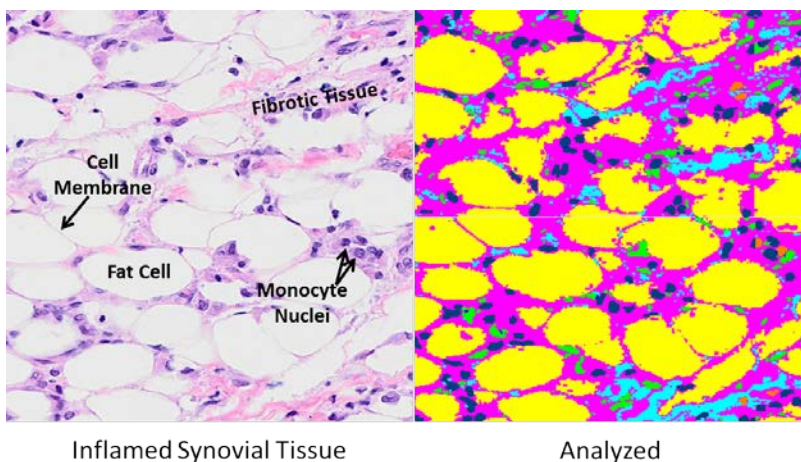 Fibrotic Tissue
Cell
Membrane
Fat Cell
Monocyte
Nuclei
Inflamed Synovial Tissue
Analyzed